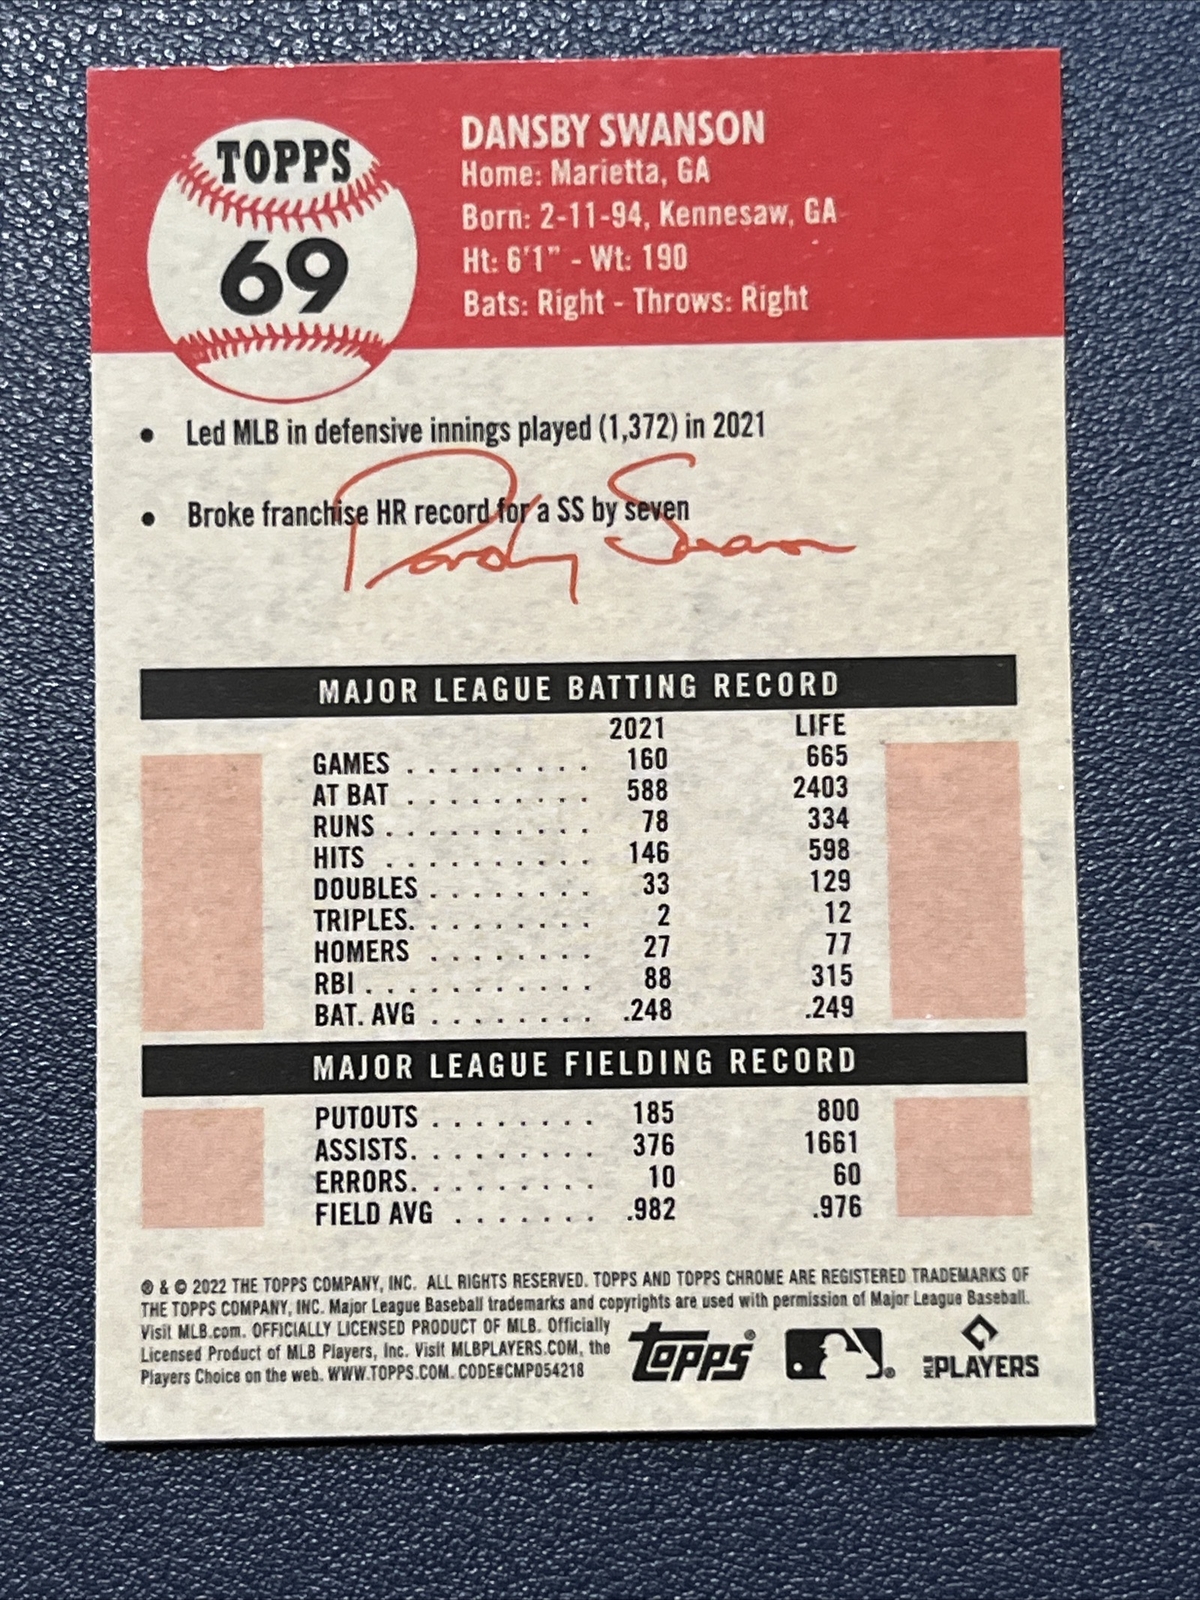 TOPPS
69
DANSBY SWANSON
Home: Marietta, GA
Born: 2-11-94, Kennesaw, GA
Ht: 6'1" - Wt: 190
Bats: Right - Throws: Right
• Led MLB in defensive innings played (1,372) in 2021
• Broke franchise HR record for a SS by seven
Dansby Swanson
MAJOR LEAGUE BATTING RECORD
2021 LIFE
GAMES . . . . . . . . . 160 665
AT BAT . . . . . . . . . 588 2403
RUNS . . . . . . . . . . 78 334
HITS . . . . . . . . . . 146 598
DOUBLES . . . . . . . . 33 129
TRIPLES. . . . . . . . . 2 12
HOMERS . . . . . . . . 27 77
RBI . . . . . . . . . . . 88 315
BAT. AVG . . . . . . . . .248 .249
MAJOR LEAGUE FIELDING RECORD
PUTOUTS . . . . . . . . 185 800
ASSISTS. . . . . . . . . 376 1661
ERRORS. . . . . . . . . 10 60
FIELD AVG . . . . . . . .982 .976
® & © 2022 THE TOPPS COMPANY, INC. ALL RIGHTS RESERVED. TOPPS AND TOPPS CHROME ARE REGISTERED TRADEMARKS OF
THE TOPPS COMPANY, INC. Major League Baseball trademarks and copyrights are used with permission of Major League Baseball.
Visit MLB.com. OFFICIALLY LICENSED PRODUCT OF MLB. Officially
Licensed Product of MLB Players, Inc. Visit MLBPLAYERS.COM, the
Players Choice on the web. WWW.TOPPS.COM. CODE#CMP054218
Topps®
®
MLB PLAYERS